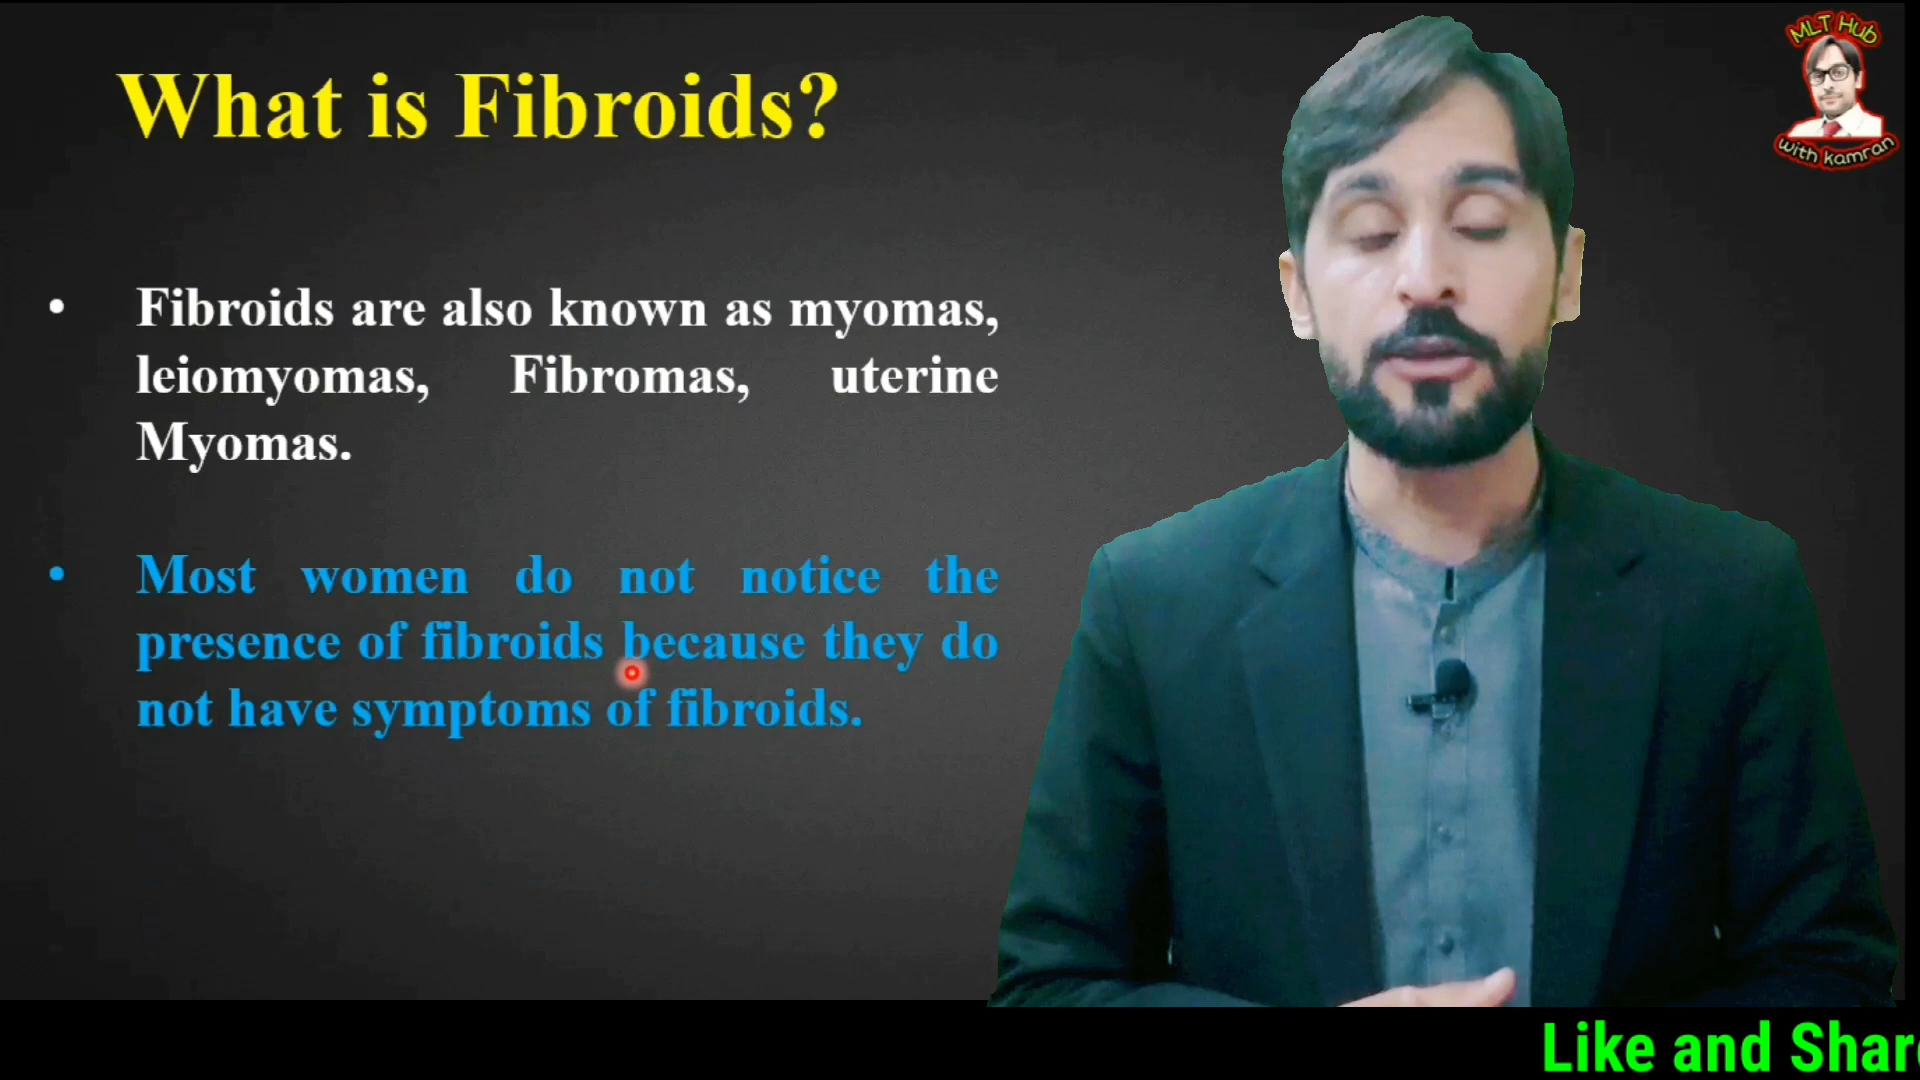 What is Fibroids?
MLT Hub
with kamran
• Fibroids are also known as myomas,
leiomyomas, Fibromas, uterine
Myomas.
• Most women do not notice the
presence of fibroids because they do
not have symptoms of fibroids.
Like and Share